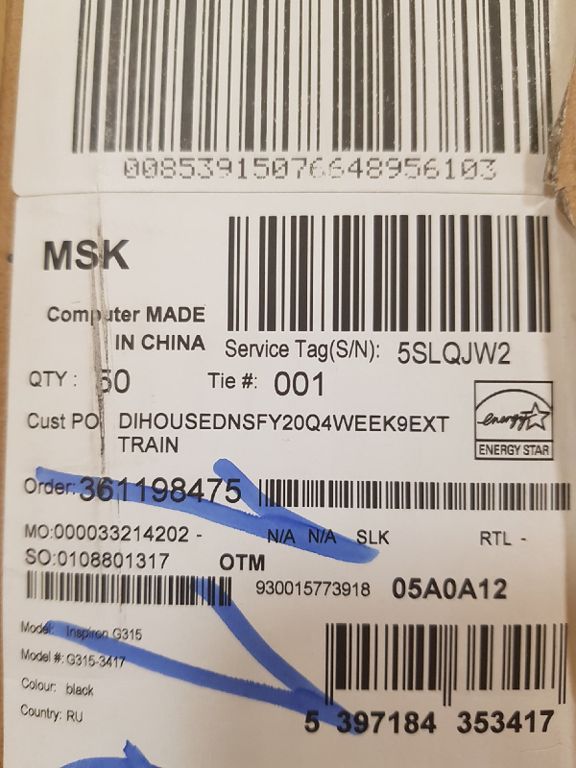 00853915076648956103
MSK
Computer MADE
IN CHINA
Service Tag(S/N): 5SLQJW2
QTY : 50
Tie #: 001
Cust PO DIHOUSEDNSFY20Q4WEEK9EXT
TRAIN
energy
ENERGY STAR
Order: 361198475
MO:000033214202 - N/A N/A SLK RTL -
SO:0108801317 OTM
930015773918 05A0A12
Model: Inspiron G315
Model #: G315-3417
Colour: black
Country: RU
5 397184 353417